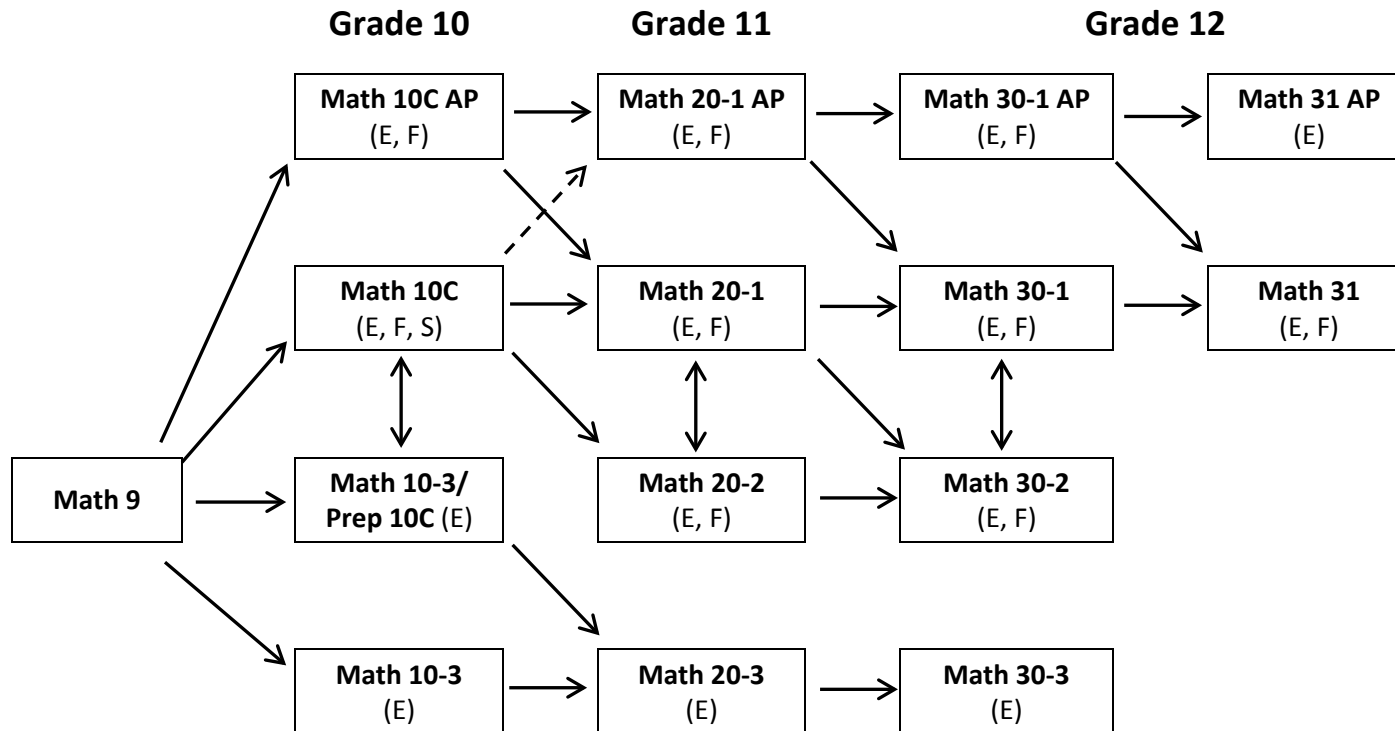 Grade 10
Grade 11
Grade 12
Math 10C AP
(E, F)
Math 20-1 AP
(E, F)
Math 30-1 AP
(E, F)
Math 31 AP
(E)
Math 10C
(E, F, S)
Math 20-1
(E, F)
Math 30-1
(E, F)
Math 31
(E, F)
Math 9
Math 10-3/
Prep 10C (E)
Math 20-2
(E, F)
Math 30-2
(E, F)
Math 10-3
(E)
Math 20-3
(E)
Math 30-3
(E)